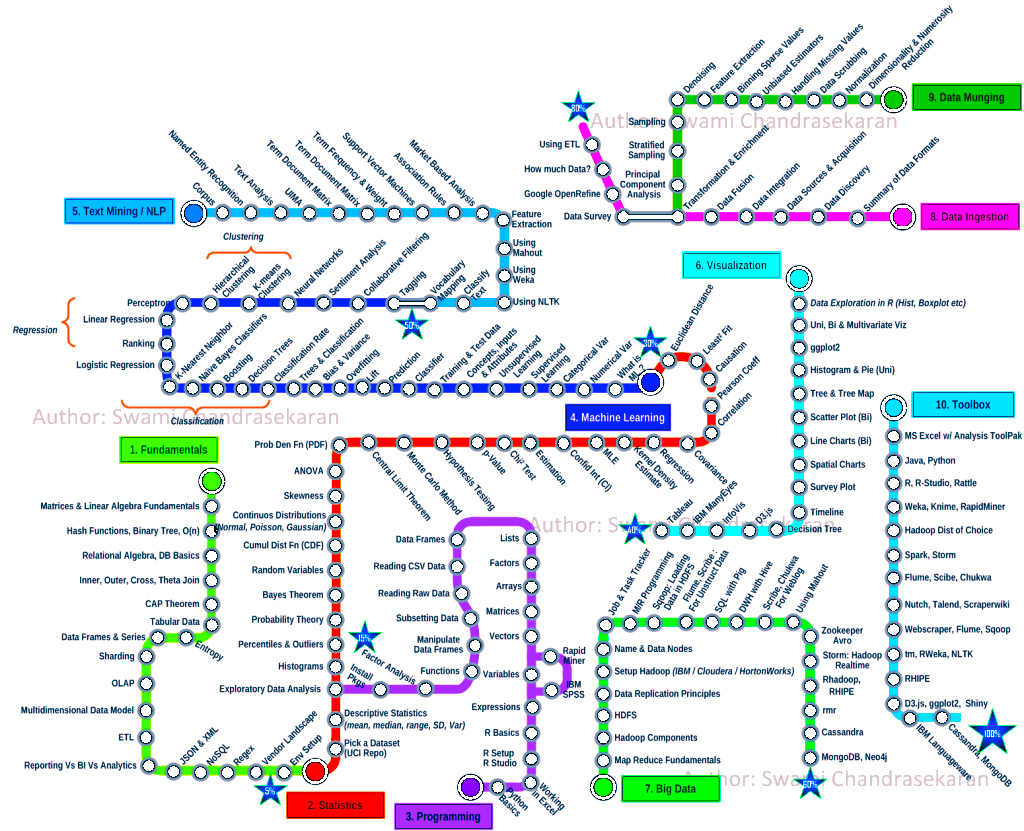 Author: Swami Chandrasekaran
1. Fundamentals
Matrices & Linear Algebra Fundamentals
Hash Functions, Binary Tree, O(n)
Relational Algebra, DB Basics
Inner, Outer, Cross, Theta Join
CAP Theorem
Tabular Data
Entropy
Data Frames & Series
Sharding
OLAP
Multidimensional Data Model
ETL
Reporting Vs BI Vs Analytics
JSON & XML
NoSQL
Regex
Vendor Landscape
Env Setup
5%
2. Statistics
Pick a Dataset
(UCI Repo)
Descriptive Statistics
(mean, median, range, SD, Var)
Exploratory Data Analysis
Histograms
Percentiles & Outliers
Probability Theory
Bayes Theorem
Random Variables
Cumul Dist Fn (CDF)
Continuos Distributions
(Normal, Poisson, Gaussian)
Skewness
ANOVA
Prob Den Fn (PDF)
Central Limit Theorem
Monte Carlo Method
Hypothesis Testing
p-Value
Chi² Test
Estimation
Confid Int (CI)
MLE
Kernel Density
Estimate
Regression
Covariance
Correlation
Pearson Coeff
Causation
Least² Fit
Euclidean Distance
15%
3. Programming
Python
Basics
Working
in Excel
R Setup
R Studio
R Basics
Expressions
Variables
IBM
SPSS
Rapid
Miner
Vectors
Matrices
Arrays
Factors
Lists
Data Frames
Reading CSV Data
Reading Raw Data
Subsetting Data
Manipulate
Data Frames
Functions
Factor Analysis
Install
Pkgs
Author: Swami Chandrasekaran
30%
4. Machine Learning
What is
ML?
Numerical Var
Categorical Var
Supervised
Learning
Unsupervised
Learning
Concepts, Inputs
& Attributes
Training & Test Data
Classifier
Prediction
Lift
Overfitting
Bias & Variance
Trees & Classification
Classification Rate
Decision Trees
Boosting
Naive Bayes Classifiers
K-Nearest Neighbor
Classification
Logistic Regression
Ranking
Linear Regression
Regression
Perceptron
Hierarchical
Clustering
K-means
Clustering
Clustering
Neural Networks
Sentiment Analysis
Collaborative Filtering
Tagging
50%
5. Text Mining / NLP
Corpus
Named Entity Recognition
Text Analysis
UIMA
Term Document Matrix
Term Document Matrix
Term Frequency & Weight
Support Vector Machines
Association Rules
Market Based Analysis
Feature
Extraction
Using
Mahout
Using
Weka
Using NLTK
Classify
Text
Vocabulary
Mapping
6. Visualization
Data Exploration in R (Hist, Boxplot etc)
Uni, Bi & Multivariate Viz
ggplot2
Histogram & Pie (Uni)
Tree & Tree Map
Scatter Plot (Bi)
Line Charts (Bi)
Spatial Charts
Survey Plot
Timeline
Decision Tree
D3.js
InfoVis
IBM ManyEyes
Tableau
Author: Swami Chandrasekaran
7. Big Data
Map Reduce Fundamentals
Hadoop Components
HDFS
Data Replication Principles
Setup Hadoop (IBM / Cloudera / HortonWorks)
Name & Data Nodes
Job & Task Tracker
M/R Programming
Sqoop: Loading
Data in HDFS
Flume, Scribe :
For Unstruct Data
SQL with Pig
DWH with Hive
Scribe, Chukwa
For Weblog
Using Mahout
Zookeeper
Avro
Storm: Hadoop
Realtime
Rhadoop,
RHIPE
rmr
Cassandra
MongoDB, Neo4j
Author: Swami Chandrasekaran
8. Data Ingestion
Summary of Data Formats
Data Discovery
Data Sources & Acquisition
Data Integration
Data Fusion
Transformation & Enrichment
Data Survey
Google OpenRefine
How much Data?
Using ETL
9. Data Munging
Dimensionality & Numerosity
Reduction
Normalization
Data Scrubbing
Handling Missing Values
Unbiased Estimators
Binning Sparse Values
Feature Extraction
Denoising
Sampling
Stratified
Sampling
Principal
Component
Analysis
Author: Swami Chandrasekaran
10. Toolbox
MS Excel w/ Analysis ToolPak
Java, Python
R, R-Studio, Rattle
Weka, Knime, RapidMiner
Hadoop Dist of Choice
Spark, Storm
Flume, Scibe, Chukwa
Nutch, Talend, Scraperwiki
Webscraper, Flume, Sqoop
tm, RWeka, NLTK
RHIPE
D3.js, ggplot2, Shiny
IBM Languageware
Cassandra, MongoDB
100%